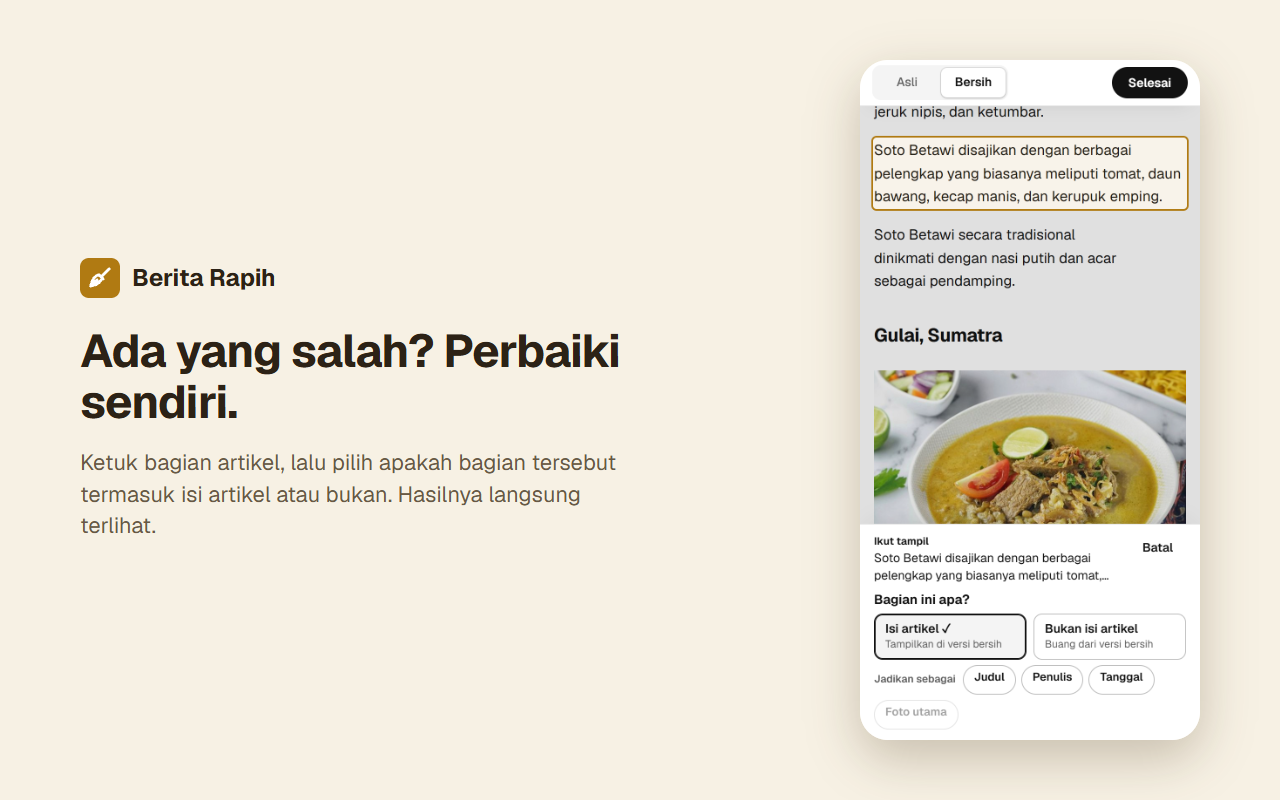 Berita Rapih
Ada yang salah? Perbaiki
sendiri.
Ketuk bagian artikel, lalu pilih apakah bagian tersebut
termasuk isi artikel atau bukan. Hasilnya langsung
terlihat.
Asli
Bersih
Selesai
jeruk nipis, dan ketumbar.
Soto Betawi disajikan dengan berbagai
pelengkap yang biasanya meliputi tomat, daun
bawang, kecap manis, dan kerupuk emping.
Soto Betawi secara tradisional
dinikmati dengan nasi putih dan acar
sebagai pendamping.
Gulai, Sumatra
Ikut tampil
Soto Betawi disajikan dengan berbagai
pelengkap yang biasanya meliputi tomat,…
Batal
Bagian ini apa?
Isi artikel ✓
Tampilkan di versi bersih
Bukan isi artikel
Buang dari versi bersih
Jadikan sebagai
Judul
Penulis
Tanggal
Foto utama